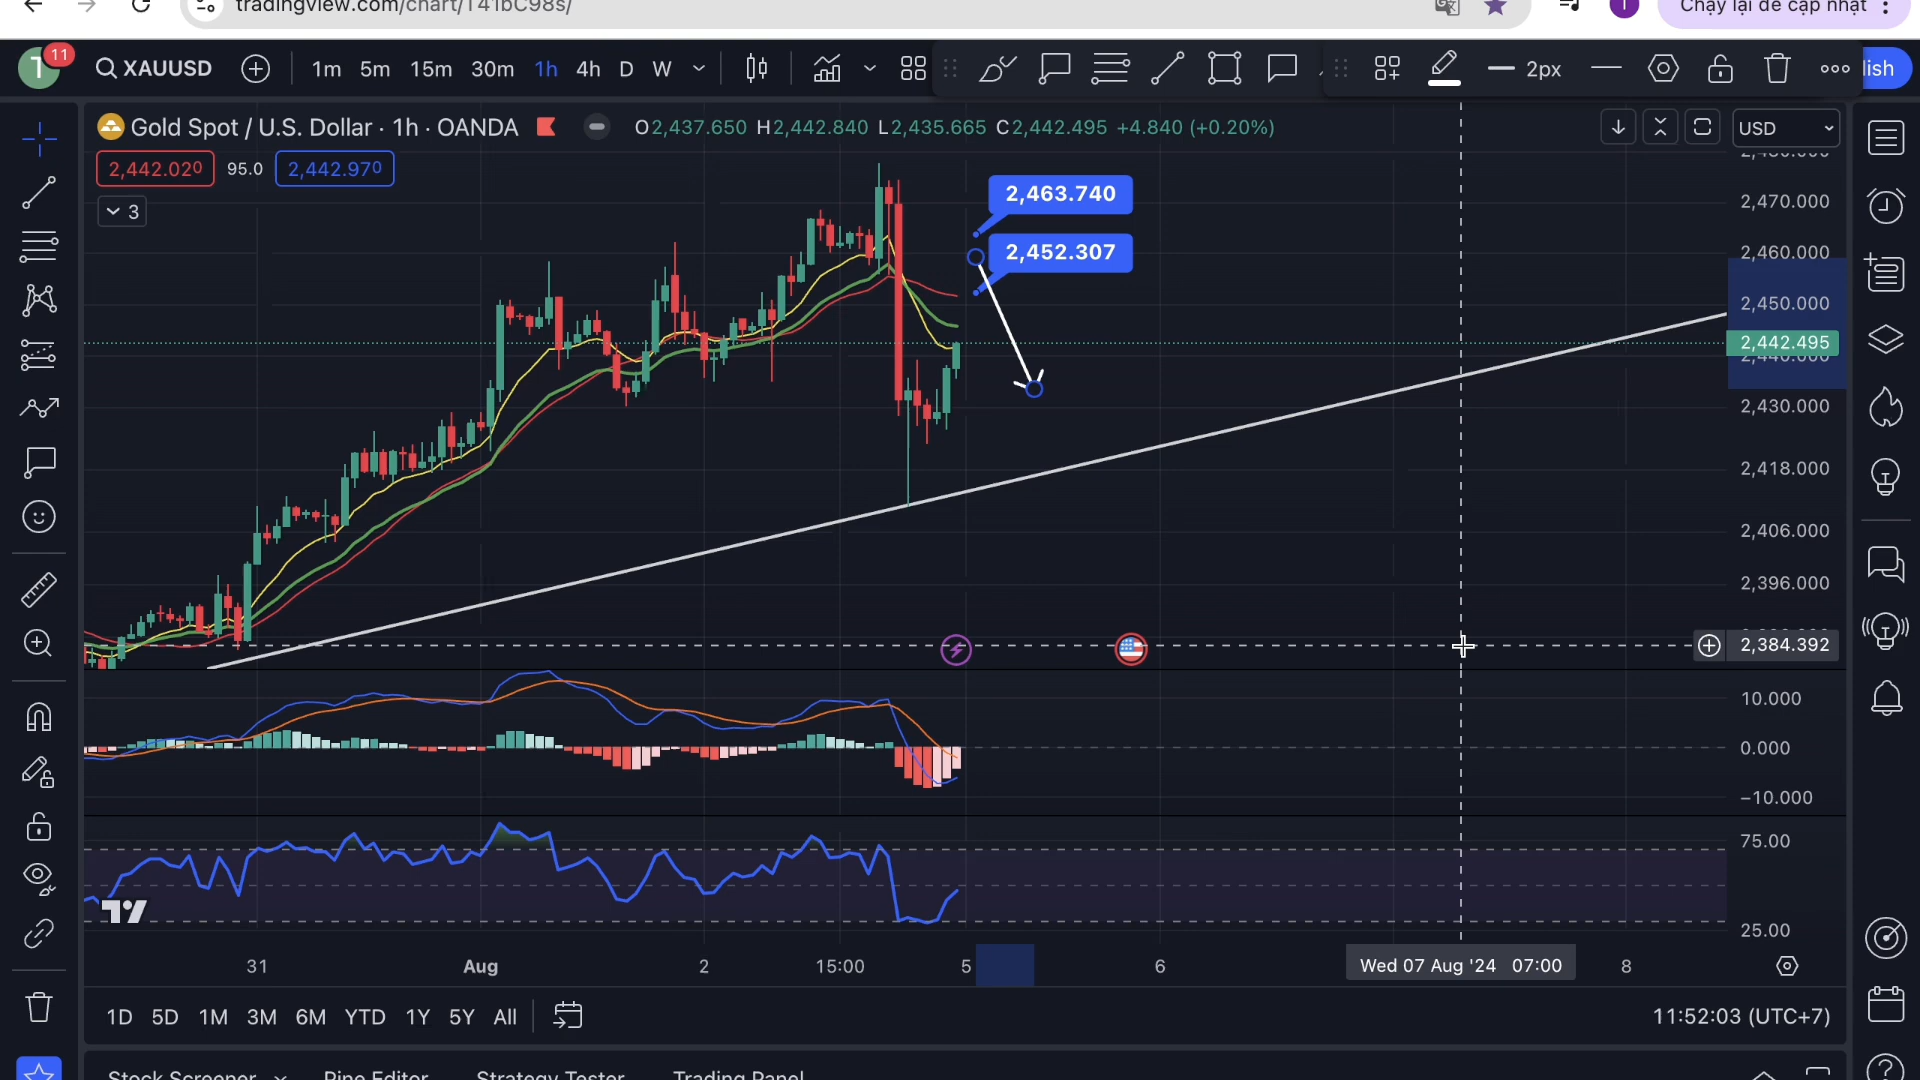 tradingview.com/chart/T41bC98s/
Chạy lại để cập nhật
T
11
XAUUSD
1m 5m 15m 30m 1h 4h D W
2px
lish
Gold Spot / U.S. Dollar · 1h · OANDA
O2,437.650 H2,442.840 L2,435.665 C2,442.495 +4.840 (+0.20%)
USD
2,442.020 95.0 2,442.970
3
2,463.740
2,452.307
2,470.000
2,460.000
2,450.000
2,442.495
2,440.000
2,430.000
2,418.000
2,406.000
2,396.000
2,384.392
10.000
0.000
−10.000
75.00
25.00
31 Aug 2 15:00 5 6 Wed 07 Aug '24 07:00 8
1D 5D 1M 3M 6M YTD 1Y 5Y All
11:52:03 (UTC+7)
Stock Screener Pine Editor Strategy Tester Trading Panel